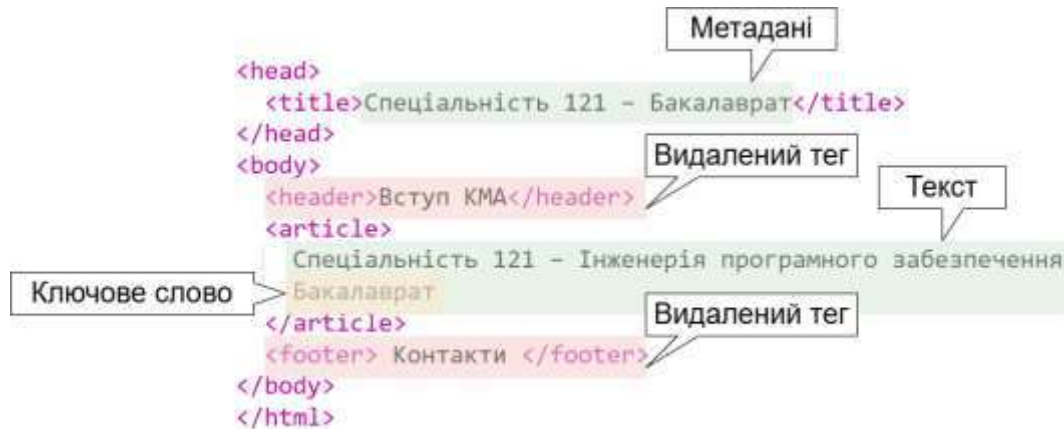 Метадані
<head>
<title>Спеціальність 121 – Бакалаврат</title>
</head>
<body>
Видалений тег
<header>Вступ КМА</header>
Текст
<article>
Спеціальність 121 – Інженерія програмного забезпечення
Ключове слово
Бакалаврат
Видалений тег
</article>
<footer> Контакти </footer>
</body>
</html>